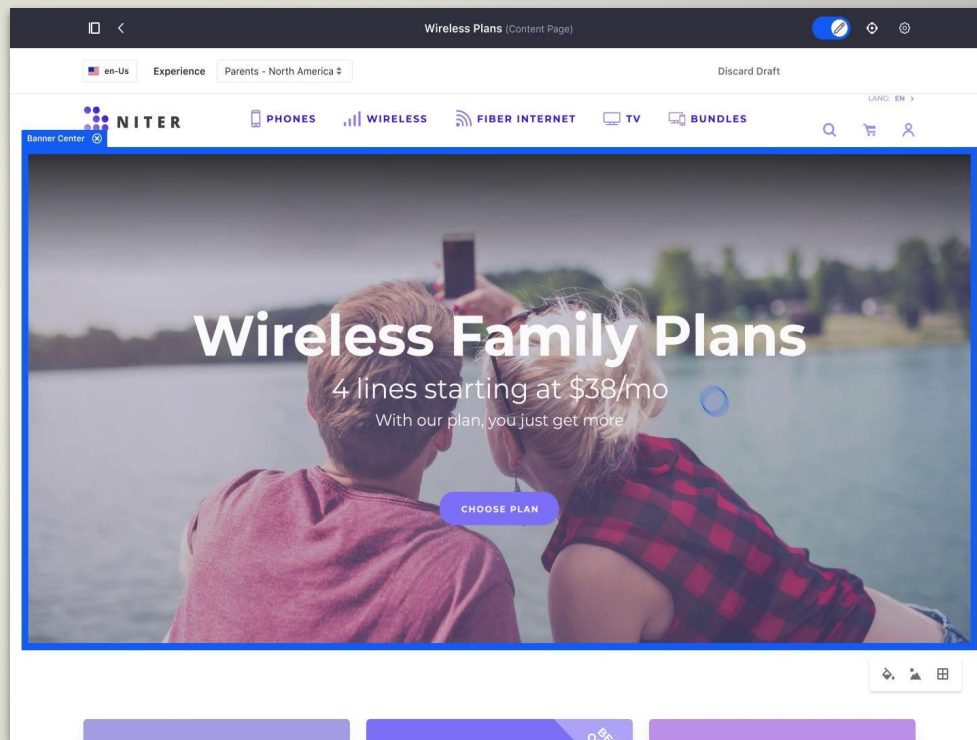 Wireless Plans (Content Page)
en-Us
Experience
Parents - North America
Discard Draft
LANG: EN >
NITER
PHONES
WIRELESS
FIBER INTERNET
TV
BUNDLES
Banner Center
Wireless Family Plans
4 lines starting at $38/mo
With our plan, you just get more
CHOOSE PLAN